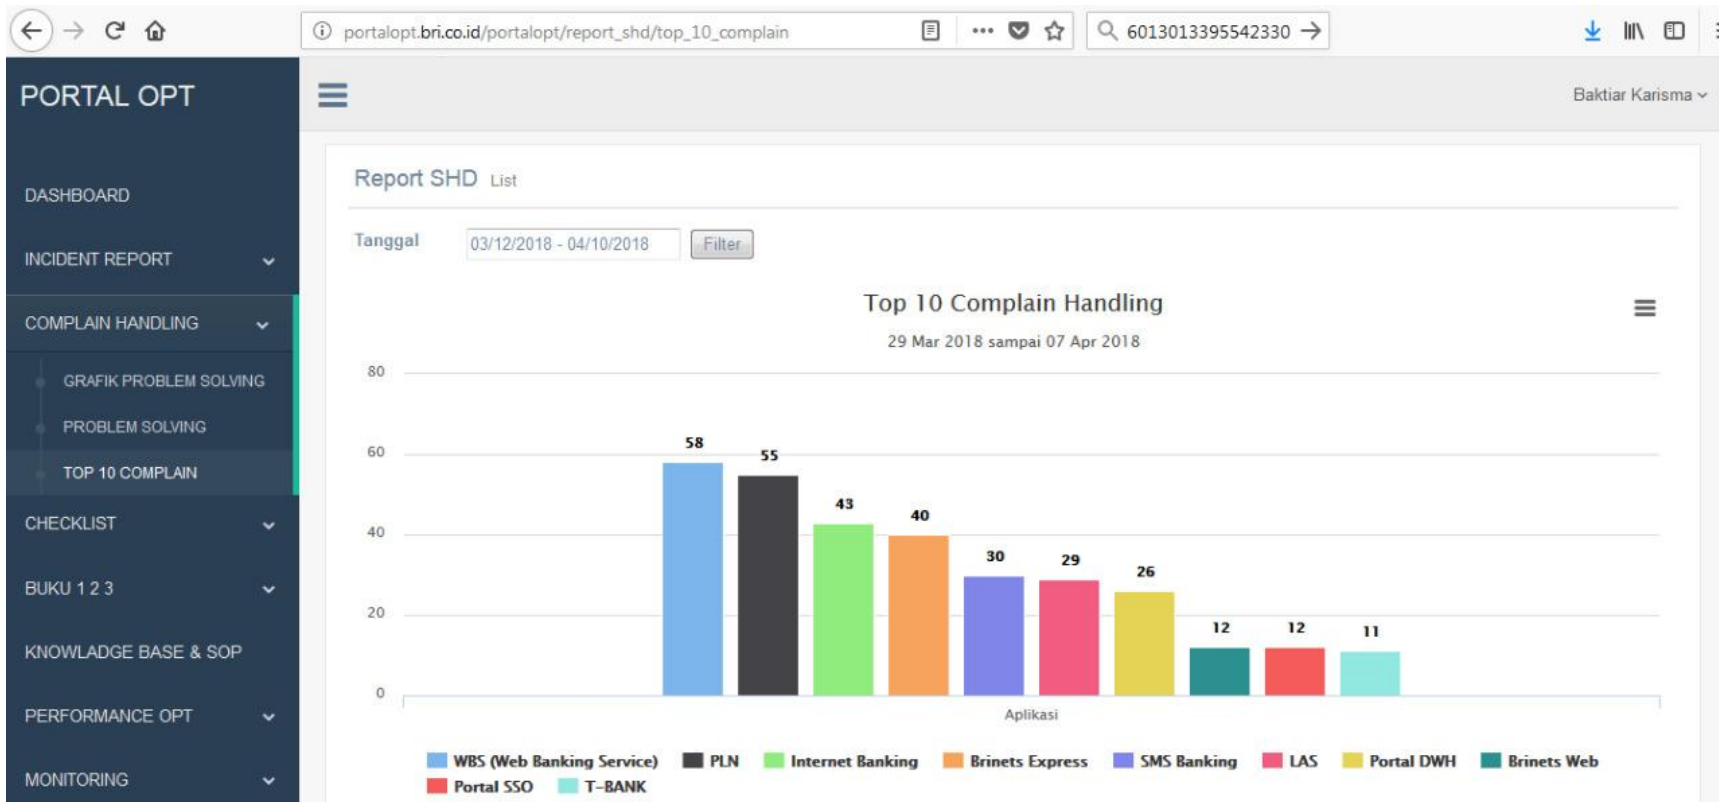 portalopt.bri.co.id/portalopt/report_shd/top_10_complain
6013013395542330
PORTAL OPT
Baktiar Karisma
DASHBOARD
INCIDENT REPORT
COMPLAIN HANDLING
GRAFIK PROBLEM SOLVING
PROBLEM SOLVING
TOP 10 COMPLAIN
CHECKLIST
BUKU 1 2 3
KNOWLADGE BASE & SOP
PERFORMANCE OPT
MONITORING
Report SHD List
Tanggal 03/12/2018 - 04/10/2018 Filter
Top 10 Complain Handling
29 Mar 2018 sampai 07 Apr 2018
80
60
40
20
0
58
55
43
40
30
29
26
12
12
11
Aplikasi
WBS (Web Banking Service) PLN Internet Banking Brinets Express SMS Banking LAS Portal DWH Brinets Web
Portal SSO T-BANK